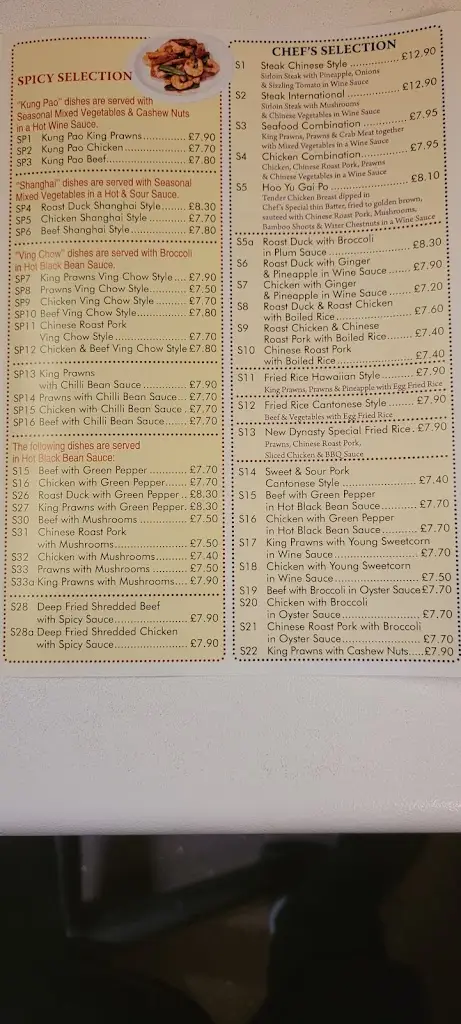 SPICY SELECTION
"Kung Pao" dishes are served with
Seasonal Mixed Vegetables & Cashew Nuts
in a Hot Wine Sauce.
SP1 Kung Pao King Prawns.......... £7.90
SP2 Kung Pao Chicken .............. £7.70
SP3 Kung Pao Beef................... £7.80
"Shanghai" dishes are served with Seasonal
Mixed Vegetables in a Hot & Sour Sauce.
SP4 Roast Duck Shanghai Style........ £8.30
SP5 Chicken Shanghai Style ........ £7.70
SP6 Beef Shanghai Style............. £7.80
"Ving Chow" dishes are served with Broccoli
in Hot Black Bean Sauce.
SP7 King Prawns Ving Chow Style .... £7.90
SP8 Prawns Ving Chow Style.......... £7.50
SP9 Chicken Ving Chow Style ....... £7.70
SP10 Beef Ving Chow Style............ £7.80
SP11 Chinese Roast Pork
Ving Chow Style ................... £7.70
SP12 Chicken & Beef Ving Chow Style £7.80
SP13 King Prawns
with Chilli Bean Sauce ........... £7.90
SP14 Prawns with Chilli Bean Sauce... £7.70
SP15 Chicken with Chilli Bean Sauce . £7.70
SP16 Beef with Chilli Bean Sauce...... £7.70
The following dishes are served
in Hot Black Bean Sauce:
S15 Beef with Green Pepper ......... £7.70
S16 Chicken with Green Pepper...... £7.70
S26 Roast Duck with Green Pepper .. £8.30
S27 King Prawns with Green Pepper. £8.30
S30 Beef with Mushrooms ............ £7.50
S31 Chinese Roast Pork
with Mushrooms.................. £7.50
S32 Chicken with Mushrooms........ £7.40
S33 Prawns with Mushrooms ........ £7.50
S33a King Prawns with Mushrooms.... £7.90
S28 Deep Fried Shredded Beef
with Spicy Sauce................... £7.90
S28a Deep Fried Shredded Chicken
with Spicy Sauce................... £7.90
CHEF'S SELECTION
S1 Steak Chinese Style .............. £12.90
Sirloin Steak with Pineapple, Onions
& Sizzling Tomato in Wine Sauce
S2 Steak International ............... £12.90
Sirloin Steak with Mushrooms
& Chinese Vegetables in Wine Sauce
S3 Seafood Combination ............ £7.95
King Prawns, Prawns & Crab Meat together
with Mixed Vegetables in a Wine Sauce
S4 Chicken Combination............. £7.95
Chicken, Chinese Roast Pork, Prawns
& Chinese Vegetables in a Wine Sauce
S5 Hoo Yu Gai Po ................... £8.10
Tender Chicken Breast dipped in
Chef's Special thin Batter, fried to golden brown,
sauteed with Chinese Roast Pork, Mushrooms,
Bamboo Shoots & Witer Chestnuts in a Wine Sauce
S5a Roast Duck with Broccoli
in Plum Sauce .................... £8.30
S6 Roast Duck with Ginger
& Pineapple in Wine Sauce ...... £7.90
S7 Chicken with Ginger
& Pineapple in Wine Sauce ...... £7.20
S8 Roast Duck & Roast Chicken
with Boiled Rice................... £7.60
S9 Roast Chicken & Chinese
Roast Pork with Boiled Rice...... £7.40
S10 Chinese Roast Pork
with Boiled Rice................... £7.40
S11 Fried Rice Hawaiian Style ........ £7.90
King Prawns, Prawns & Pineapple with Egg Fried Rice
S12 Fried Rice Cantonese Style ...... £7.90
Beef & Vegetables with Egg Fried Rice
S13 New Dynasty Special Fried Rice . £7.90
Prawns, Chinese Roast Pork,
Sliced Chicken & BBQ Sauce
S14 Sweet & Sour Pork
Cantonese Style .................. £7.40
S15 Beef with Green Pepper
in Hot Black Bean Sauce......... £7.70
S16 Chicken with Green Pepper
in Hot Black Bean Sauce ........ £7.70
S17 King Prawns with Young Sweetcorn
in Wine Sauce..................... £7.70
S18 Chicken with Young Sweetcorn
in Wine Sauce..................... £7.50
S19 Beef with Broccoli in Oyster Sauce £7.70
S20 Chicken with Broccoli
in Oyster Sauce................... £7.70
S21 Chinese Roast Pork with Broccoli
in Oyster Sauce................... £7.70
S22 King Prawns with Cashew Nuts.... £7.90